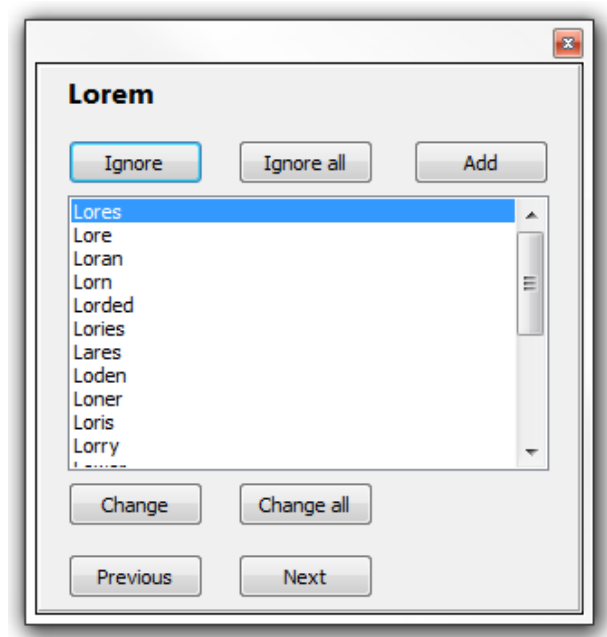 Lorem
Ignore Ignore all Add
Lores
Lore
Loran
Lorn
Lorded
Lories
Lares
Loden
Loner
Loris
Lorry
Change Change all
Previous Next